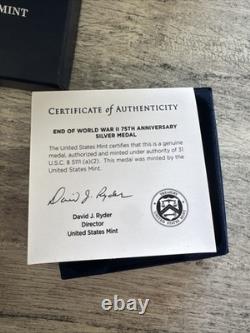 MINT
CERTIFICATE OF AUTHENTICITY
END OF WORLD WAR II 75TH ANNIVERSARY
SILVER MEDAL
The United States Mint certifies that this is a genuine
medal, authorized and minted under authority of 31
U.S.C. § 5111 (a)(2). This medal was minted by the
United States Mint.
David J. Ryder
David J. Ryder
Director
United States Mint